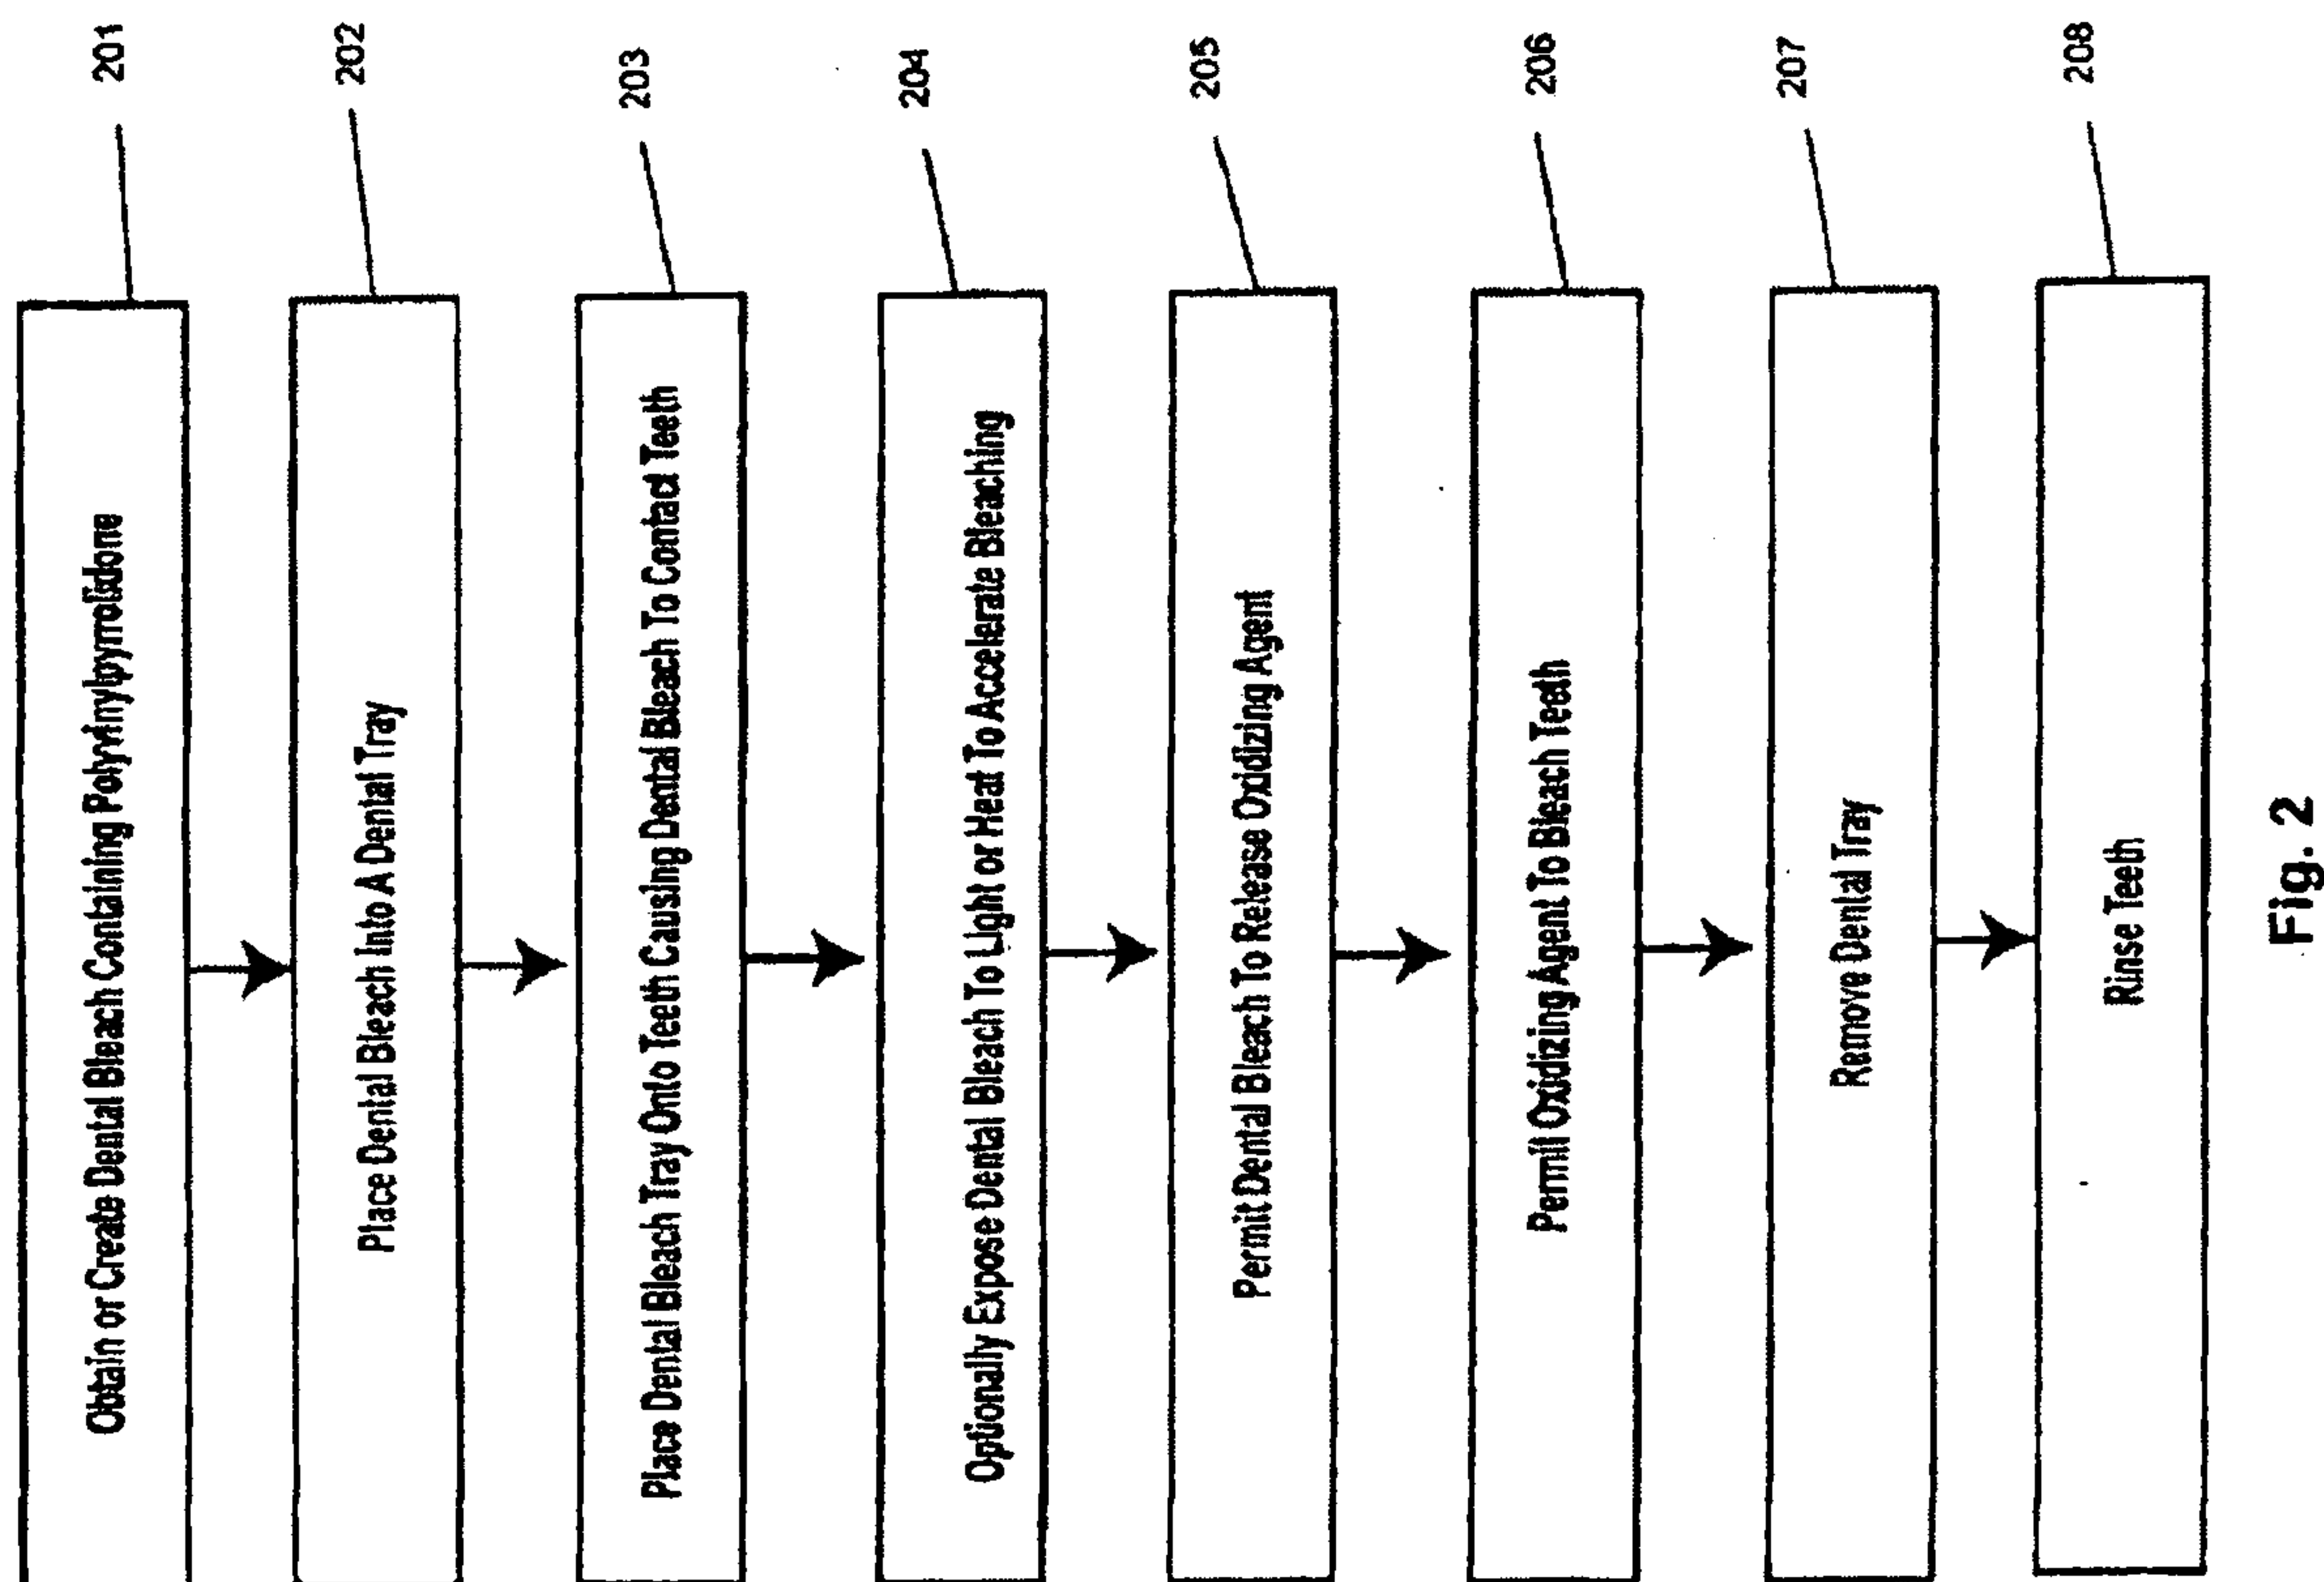 Obtain or Create Dental Bleach Containing Polyvinylpyrrolidone
201
Place Dental Bleach Into A Dental Tray
202
Place Dental Bleach Tray Onto Teeth Causing Dental Bleach To Contact Teeth
203
Optionally Expose Dental Bleach To Light or Heat To Accelerate Bleaching
204
Permit Dental Bleach To Release Oxidizing Agent
205
Permit Oxidizing Agent To Bleach Teeth
206
Remove Dental Tray
207
Rinse Teeth
208
Fig. 2